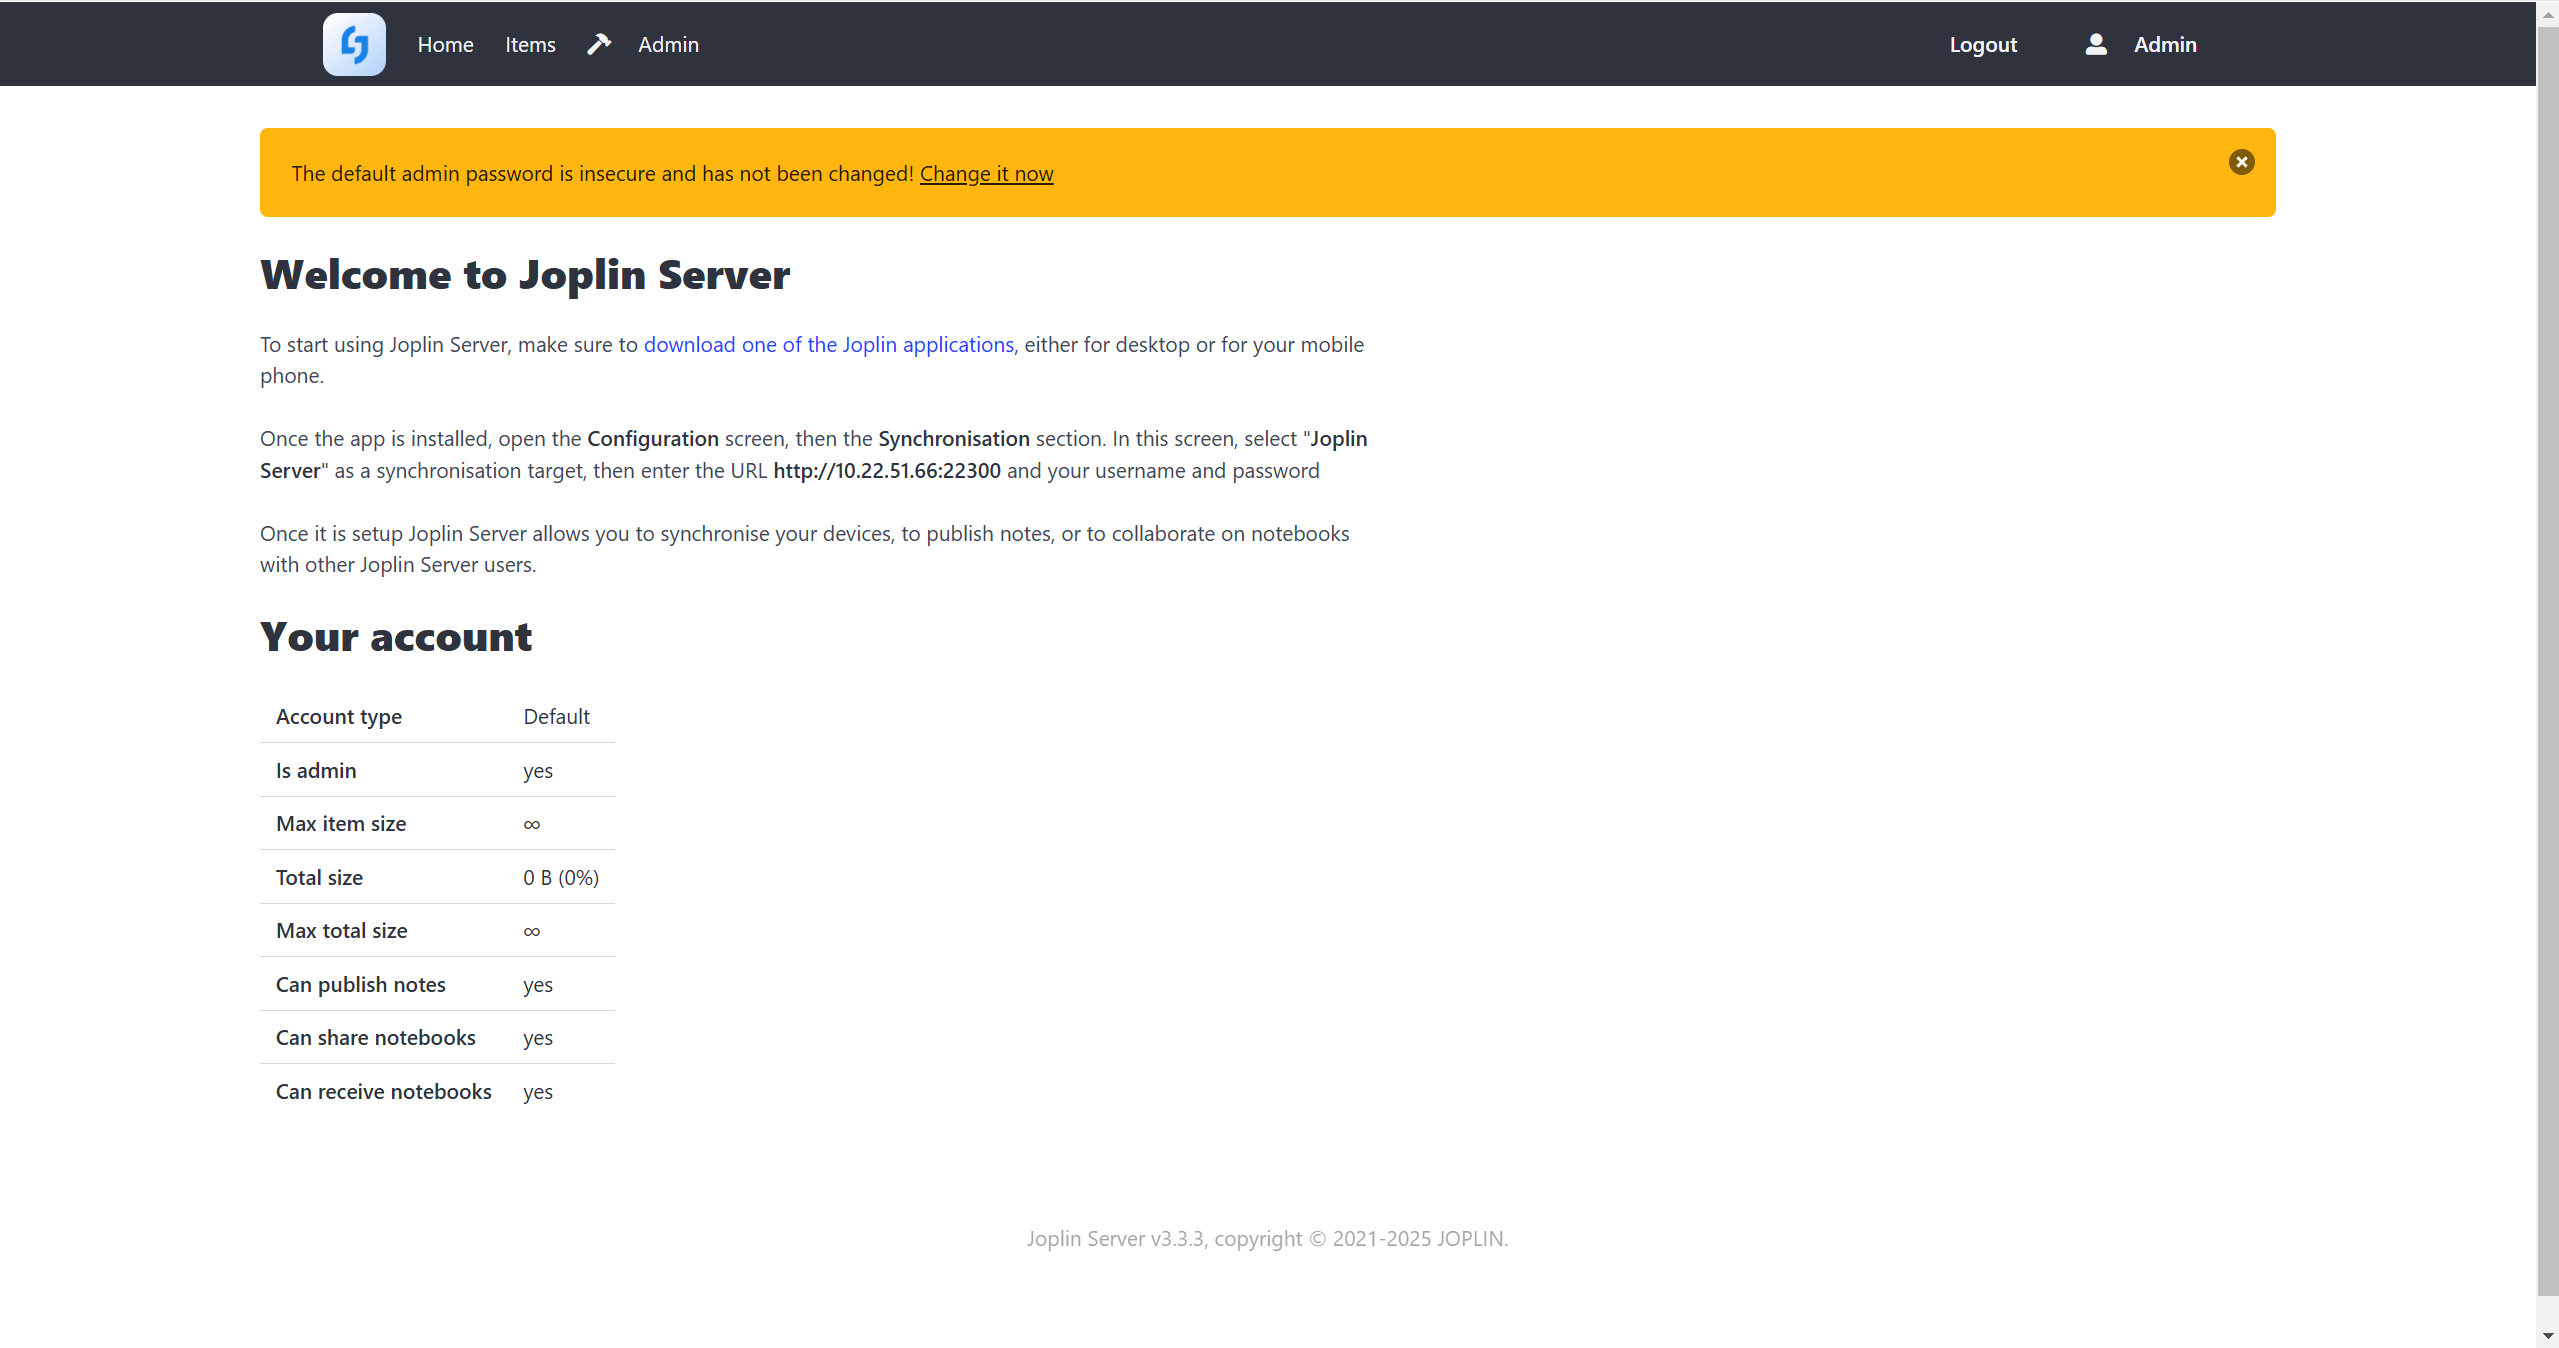 Home Items Admin Logout Admin
The default admin password is insecure and has not been changed! Change it now
Welcome to Joplin Server
To start using Joplin Server, make sure to download one of the Joplin applications, either for desktop or for your mobile
phone.
Once the app is installed, open the Configuration screen, then the Synchronisation section. In this screen, select "Joplin
Server" as a synchronisation target, then enter the URL http://10.22.51.66:22300 and your username and password
Once it is setup Joplin Server allows you to synchronise your devices, to publish notes, or to collaborate on notebooks
with other Joplin Server users.
Your account
Account type Default
Is admin yes
Max item size ∞
Total size 0 B (0%)
Max total size ∞
Can publish notes yes
Can share notebooks yes
Can receive notebooks yes
Joplin Server v3.3.3, copyright © 2021-2025 JOPLIN.